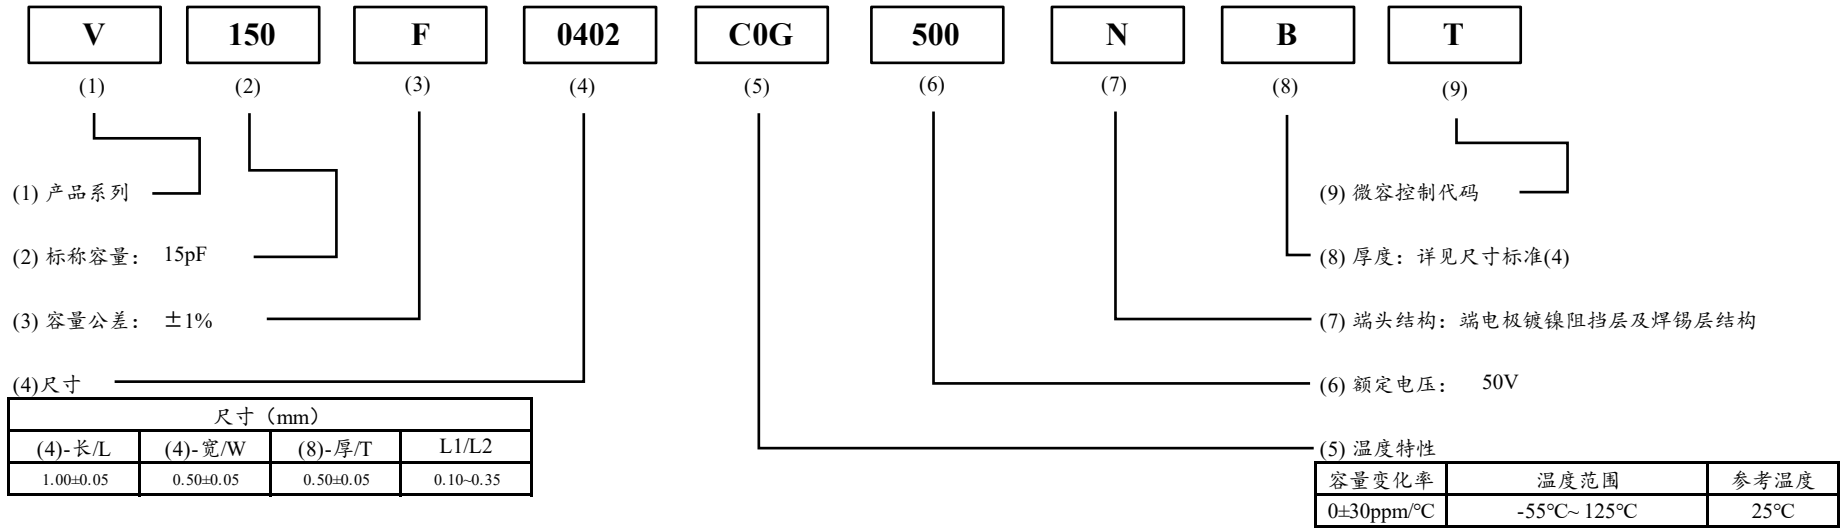 V 150 F 0402 C0G 500 N B T
(1) (2) (3) (4) (5) (6) (7) (8) (9)
(1) 产品系列
(9) 微容控制代码
(2) 标称容量： 15pF
(8) 厚度：详见尺寸标准(4)
(3) 容量公差： ±1%
(7) 端头结构：端电极镀镍阻挡层及焊锡层结构
(4)尺寸
(6) 额定电压： 50V
尺寸（mm）
(4)-长/L (4)-宽/W (8)-厚/T L1/L2
1.00±0.05 0.50±0.05 0.50±0.05 0.10~0.35
(5) 温度特性
容量变化率 温度范围 参考温度
0±30ppm/°C -55°C~ 125°C 25°C